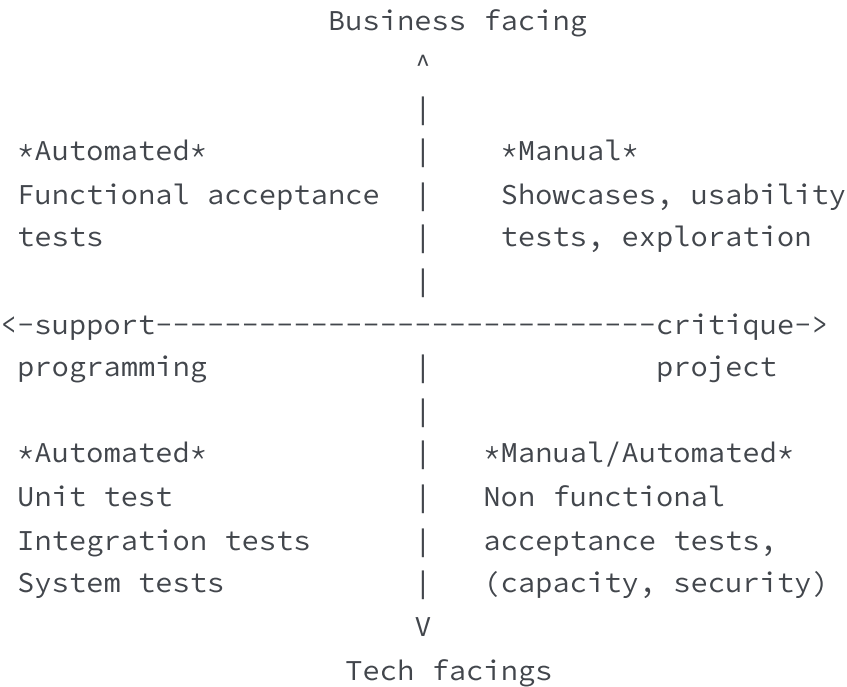 Business facing
^
|
*Automated* | *Manual*
Functional acceptance | Showcases, usability
tests | tests, exploration
|
<-support-----------------------------critique->
programming | project
|
*Automated* | *Manual/Automated*
Unit test | Non functional
Integration tests | acceptance tests,
System tests | (capacity, security)
V
Tech facings